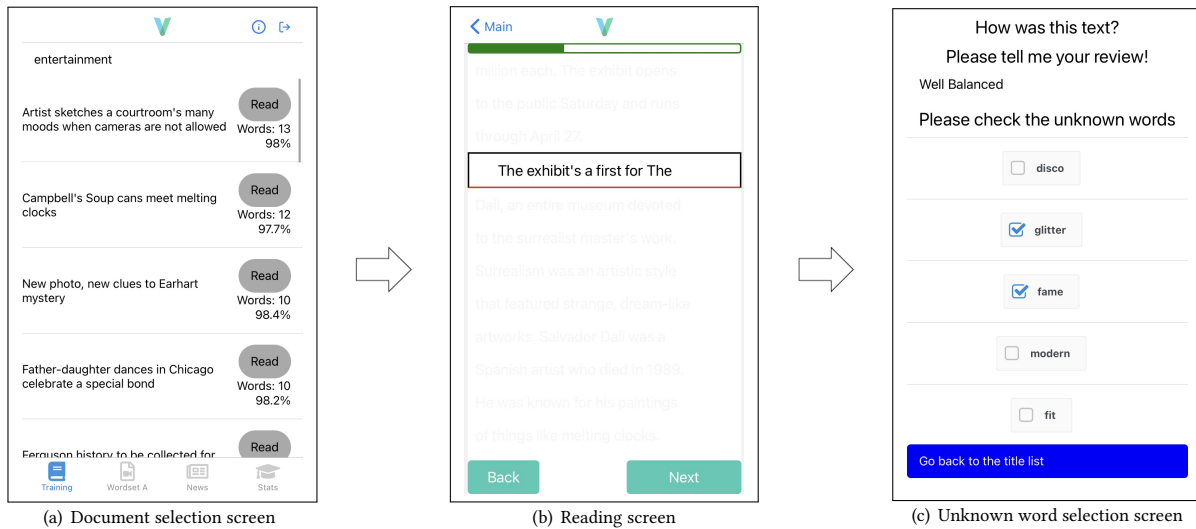 entertainment
Artist sketches a courtroom's many
moods when cameras are not allowed
Read
Words: 13
98%
Campbell's Soup cans meet melting
clocks
Read
Words: 12
97.7%
New photo, new clues to Earhart
mystery
Read
Words: 10
98.4%
Father-daughter dances in Chicago
celebrate a special bond
Read
Words: 10
98.2%
Ferguson history to be collected for
Read
Training
Wordset A
News
Stats
(a) Document selection screen
Main
million each. The exhibit opens
to the public Saturday and runs
through April 27.
The exhibit's a first for The
Dalí, an entire museum devoted
to the surrealist master's work.
Surrealism was an artistic style
that featured strange, dream-like
artworks. Salvador Dalí was a
Spanish artist who died in 1989.
He was known for his paintings
of things like melting clocks.
Back
Next
(b) Reading screen
How was this text?
Please tell me your review!
Well Balanced
Please check the unknown words
disco
glitter
fame
modern
fit
Go back to the title list
(c) Unknown word selection screen